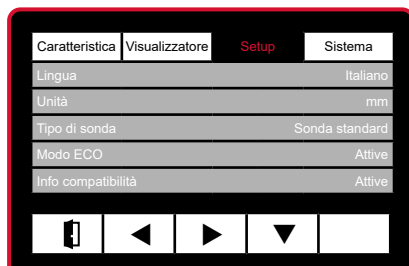 Caratteristica Visualizzatore Setup Sistema
Lingua Italiano
Unità mm
Tipo di sonda Sonda standard
Modo ECO Attive
Info compatibilità Attive